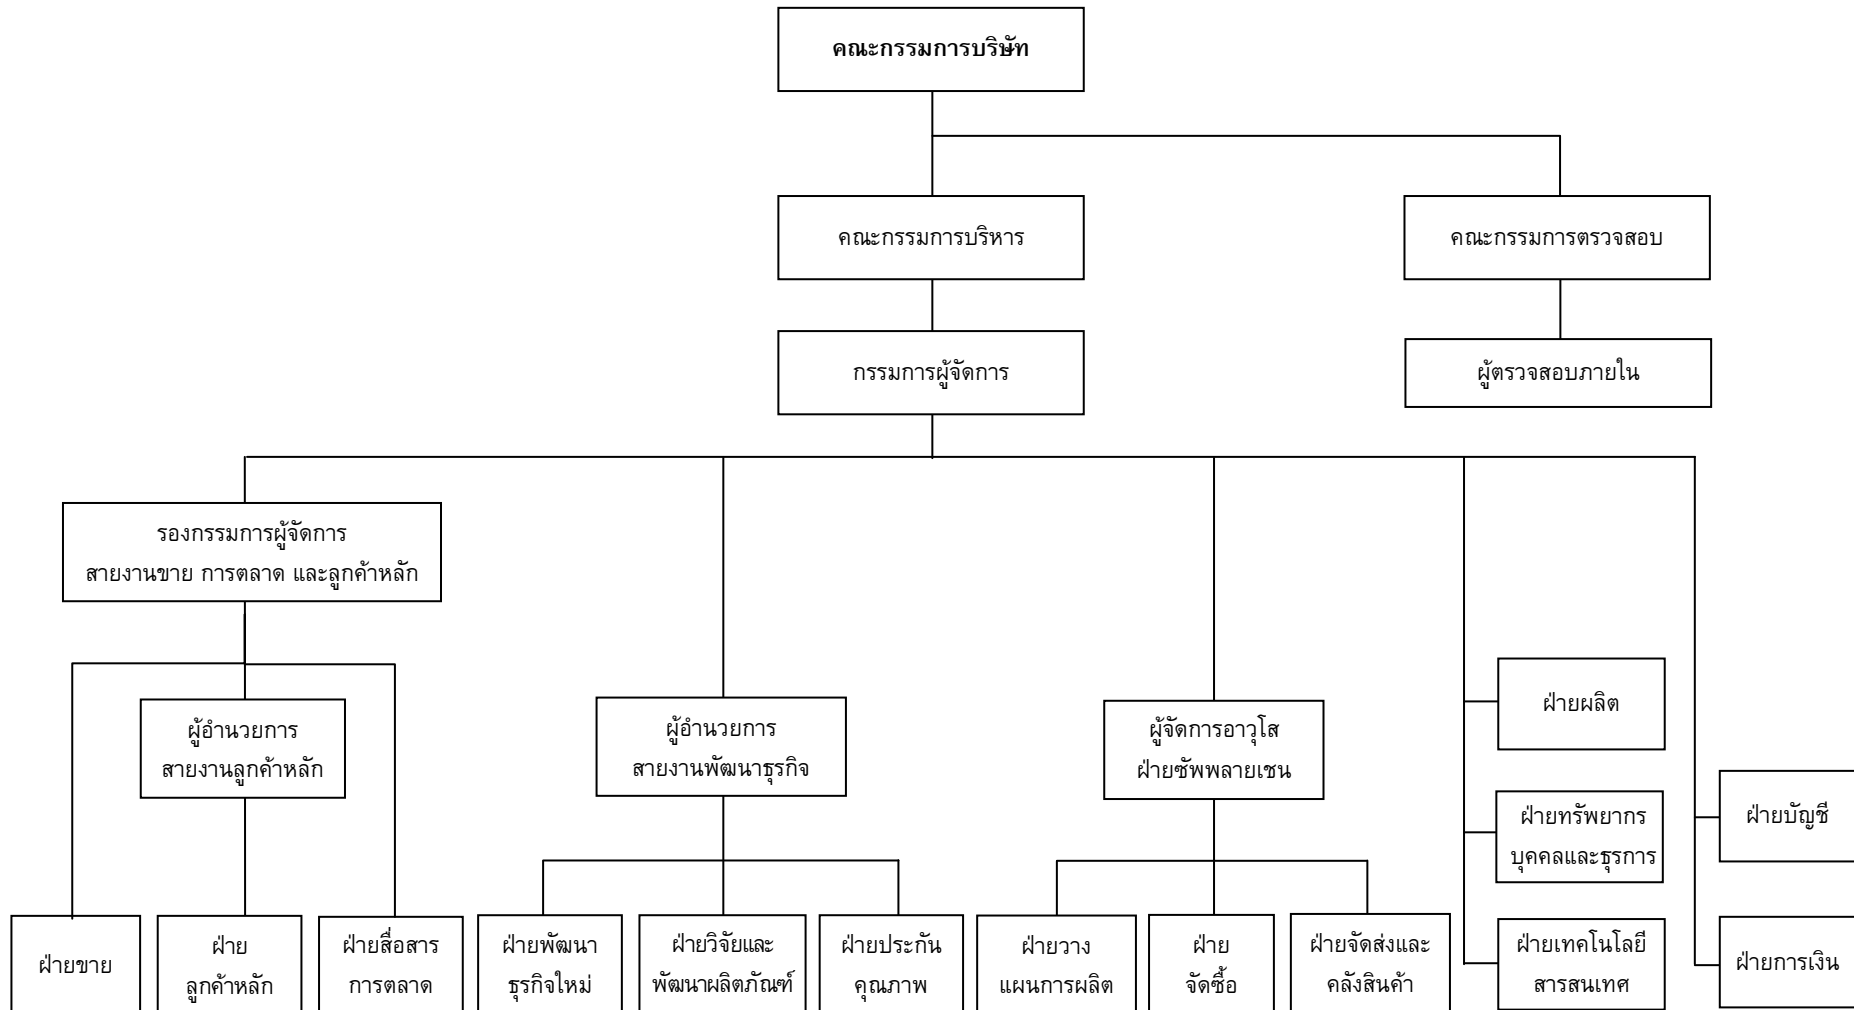 คณะกรรมการบริษัท
คณะกรรมการบริหาร
คณะกรรมการตรวจสอบ
กรรมการผู้จัดการ
ผู้ตรวจสอบภายใน
รองกรรมการผู้จัดการ
สายงานขาย การตลาด และลูกค้าหลัก
ผู้อำนวยการ
สายงานลูกค้าหลัก
ผู้อำนวยการ
สายงานพัฒนาธุรกิจ
ผู้จัดการอาวุโส
ฝ่ายซัพพลายเชน
ฝ่ายผลิต
ฝ่ายทรัพยากร
บุคคลและธุรการ
ฝ่ายบัญชี
ฝ่ายขาย
ฝ่าย
ลูกค้าหลัก
ฝ่ายสื่อสาร
การตลาด
ฝ่ายพัฒนา
ธุรกิจใหม่
ฝ่ายวิจัยและ
พัฒนาผลิตภัณฑ์
ฝ่ายประกัน
คุณภาพ
ฝ่ายวาง
แผนการผลิต
ฝ่าย
จัดซื้อ
ฝ่ายจัดส่งและ
คลังสินค้า
ฝ่ายเทคโนโลยี
สารสนเทศ
ฝ่ายการเงิน